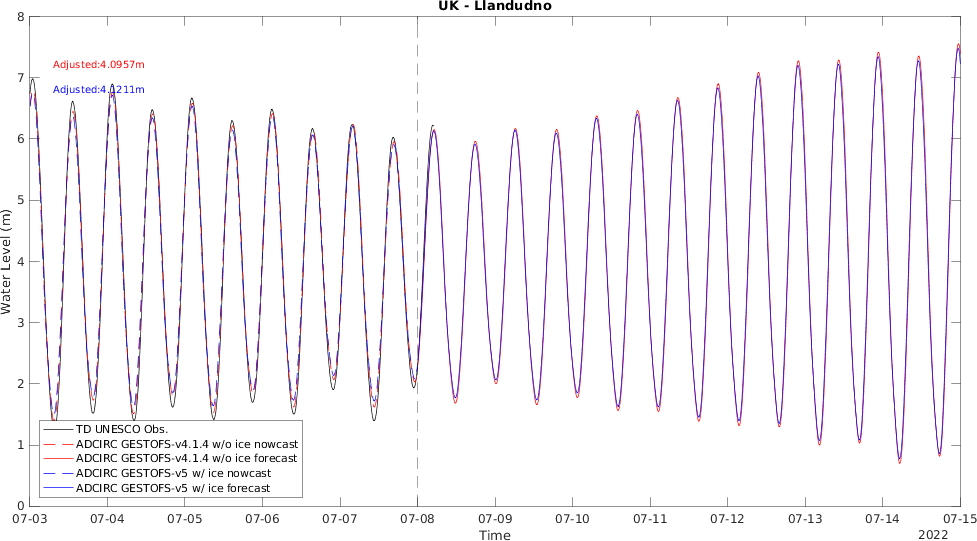 UK - Llandudno
8
7
6
5
4
3
2
1
0
Water Level (m)
Adjusted:4.0957m
Adjusted:4.1211m
TD UNESCO Obs.
ADCIRC GESTOFS-v4.1.4 w/o ice nowcast
ADCIRC GESTOFS-v4.1.4 w/o ice forecast
ADCIRC GESTOFS-v5 w/ ice nowcast
ADCIRC GESTOFS-v5 w/ ice forecast
07-03 07-04 07-05 07-06 07-07 07-08 07-09 07-10 07-11 07-12 07-13 07-14 07-15
Time
2022